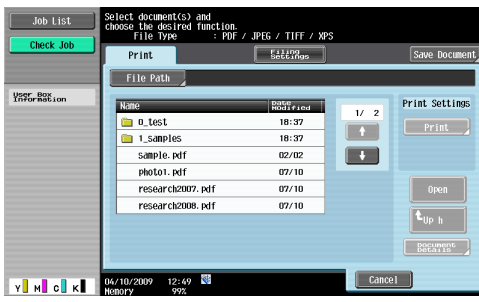 Job List
Check Job
User Box
Information
Select document(s) and
choose the desired function.
File Type : PDF / JPEG / TIFF / XPS
Print
Filing
Settings
Save Document
File Path
Name
Date
Modified
0_test 18:37
1_samples 18:37
sample.pdf 02/02
photo1.pdf 07/10
research2007.pdf 07/10
research2008.pdf 07/10
1/ 2
Print Settings
Print
Open
Up h
Document
Details
Cancel
Y M C K
04/10/2009 12:49
Memory 99%